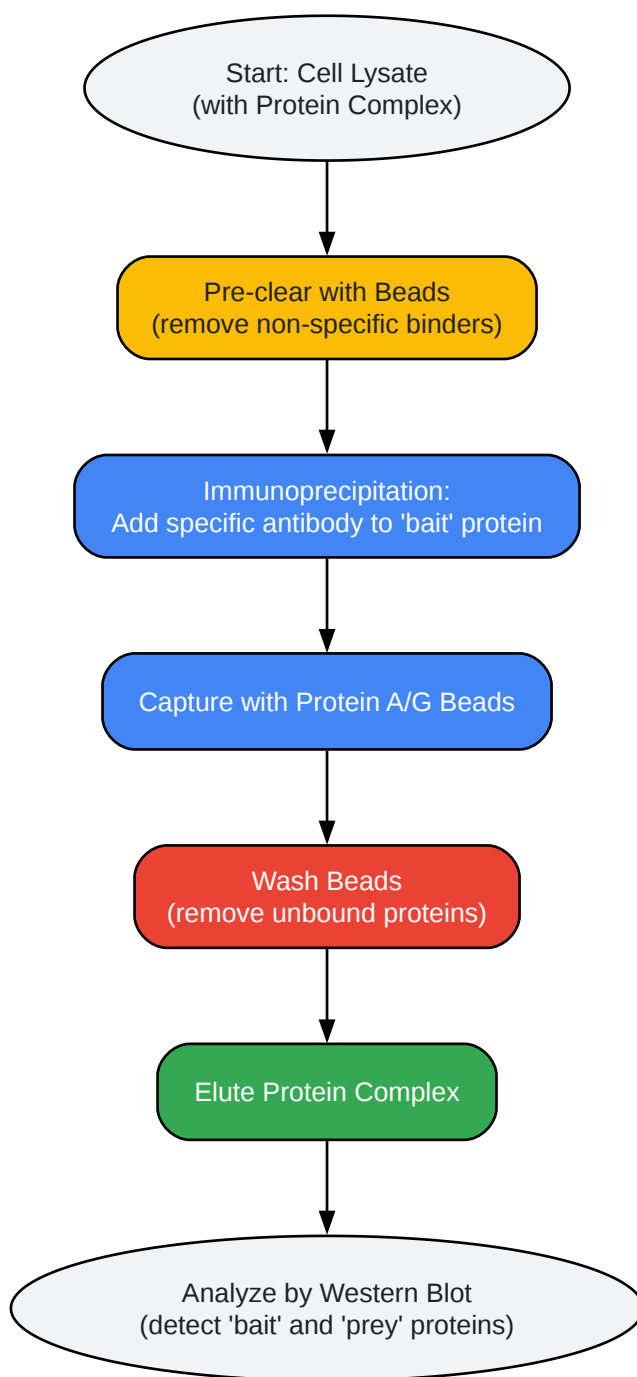 Start: Cell Lysate
(with Protein Complex)
Pre-clear with Beads
(remove non-specific binders)
Immunoprecipitation:
Add specific antibody to 'bait' protein
Capture with Protein A/G Beads
Wash Beads
(remove unbound proteins)
Elute Protein Complex
Analyze by Western Blot
(detect 'bait' and 'prey' proteins)